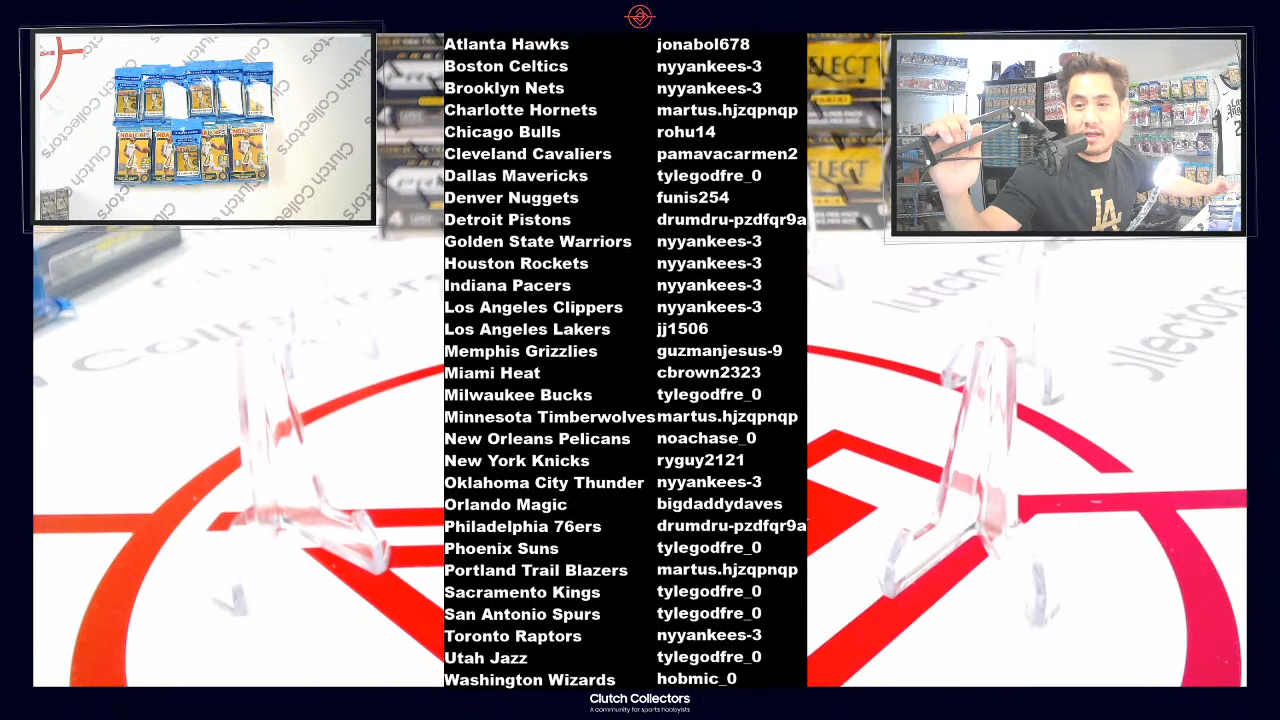 Atlanta Hawks jonabol678
Boston Celtics nyyankees-3
Brooklyn Nets nyyankees-3
Charlotte Hornets martus.hjzqpnqp
Chicago Bulls rohu14
Cleveland Cavaliers pamavacarmen2
Dallas Mavericks tylegodfre_0
Denver Nuggets funis254
Detroit Pistons drumdru-pzdfqr9a
Golden State Warriors nyyankees-3
Houston Rockets nyyankees-3
Indiana Pacers nyyankees-3
Los Angeles Clippers nyyankees-3
Los Angeles Lakers jj1506
Memphis Grizzlies guzmanjesus-9
Miami Heat cbrown2323
Milwaukee Bucks tylegodfre_0
Minnesota Timberwolves martus.hjzqpnqp
New Orleans Pelicans noachase_0
New York Knicks ryguy2121
Oklahoma City Thunder nyyankees-3
Orlando Magic bigdaddydaves
Philadelphia 76ers drumdru-pzdfqr9a
Phoenix Suns tylegodfre_0
Portland Trail Blazers martus.hjzqpnqp
Sacramento Kings tylegodfre_0
San Antonio Spurs tylegodfre_0
Toronto Raptors nyyankees-3
Utah Jazz tylegodfre_0
Washington Wizards hobmic_0
Clutch Collectors
A community for sports hobbyists
Clutch Collectors
Clutch Collectors
LA